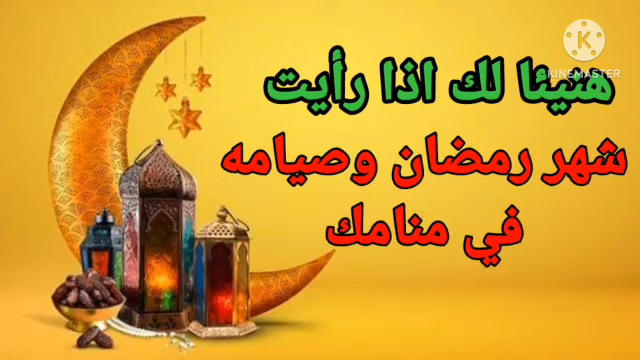 هنيئا لك اذا رأيت
شهر رمضان وصيامه
في منامك
KINEMASTER